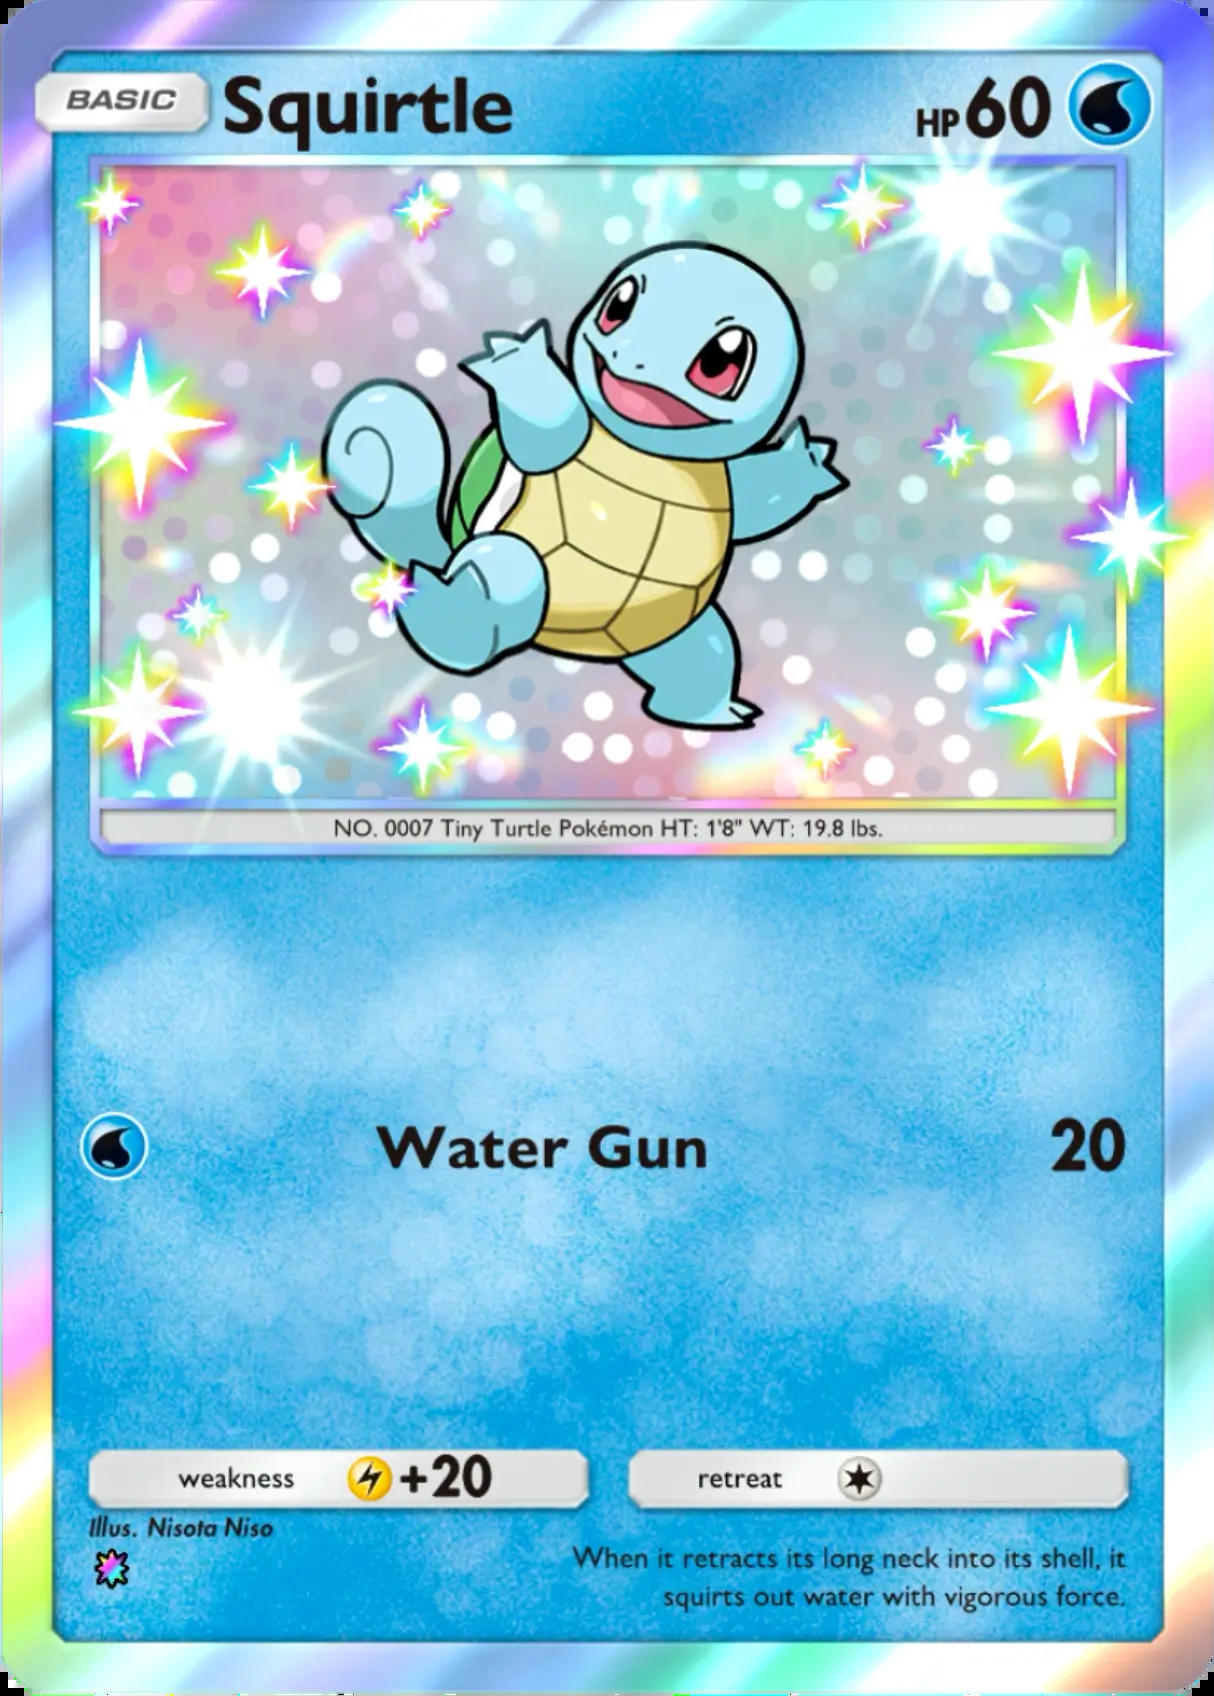 BASIC Squirtle HP60
NO. 0007 Tiny Turtle Pokémon HT: 1'8" WT: 19.8 lbs.
Water Gun 20
weakness +20 retreat
Illus. Nisota Niso
When it retracts its long neck into its shell, it
squirts out water with vigorous force.